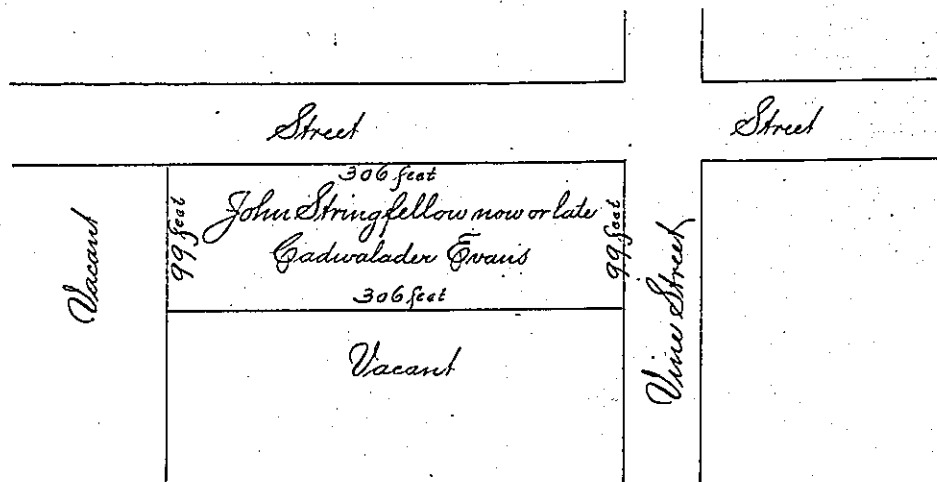 Street
Street
306 feet
John Stringfellow now or late
Cadwalader Evans
306 feet
99 feet
99 feet
Vacant
Vacant
Vine Street